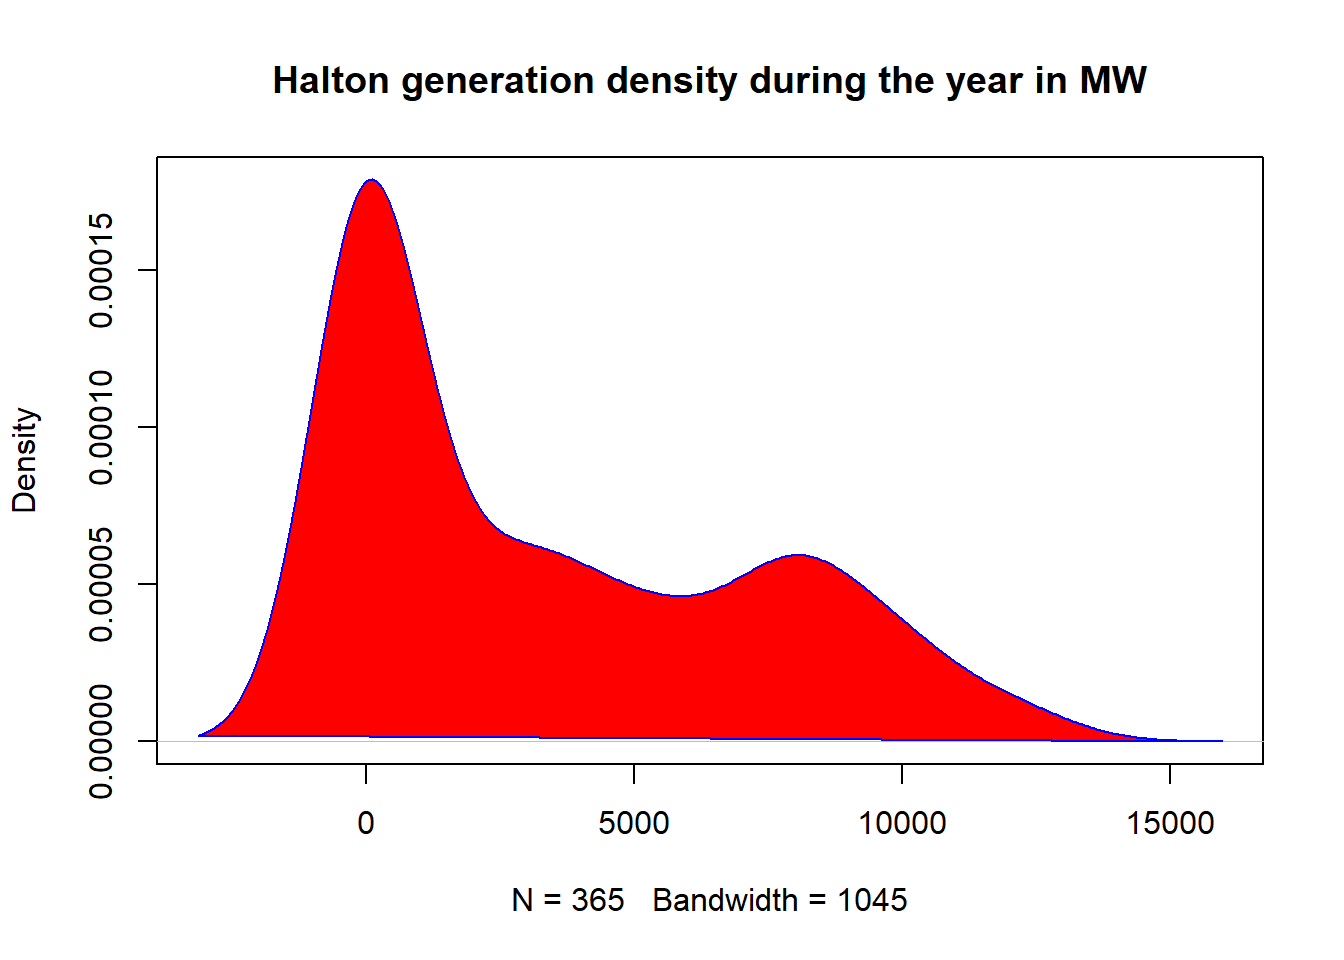 Halton generation density during the year in MW
Density
0.00015
0.00010
0.00005
0.00000
0 5000 10000 15000
N = 365 Bandwidth = 1045